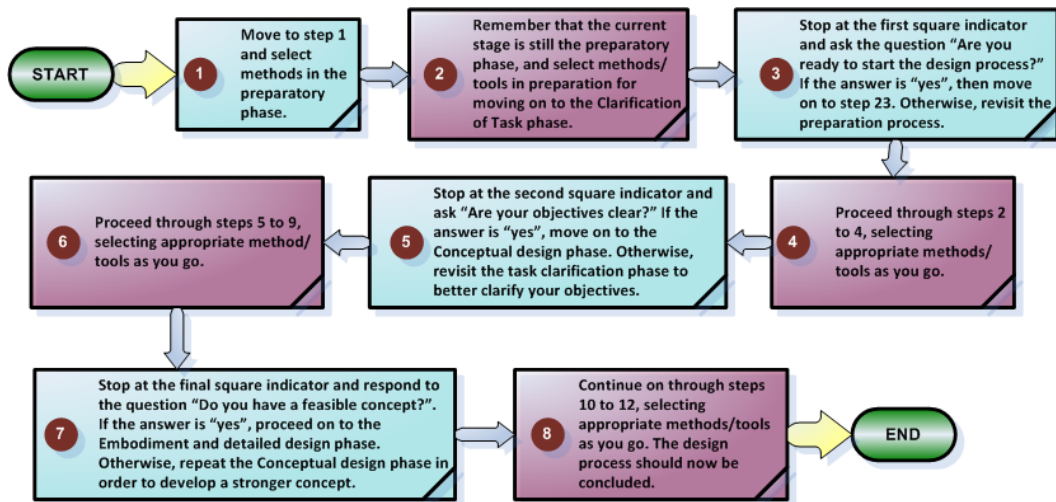 START
1
Move to step 1
and select
methods in the
preparatory
phase.
2
Remember that the current
stage is still the preparatory
phase, and select methods/
tools in preparation for
moving on to the Clarification
of Task phase.
3
Stop at the first square indicator
and ask the question “Are you
ready to start the design process?”
If the answer is “yes”, then move
on to step 23. Otherwise, revisit the
preparation process.
4
Proceed through steps 2
to 4, selecting
appropriate methods/
tools as you go.
5
Stop at the second square indicator and
ask “Are your objectives clear?” If the
answer is “yes”, move on to the
Conceptual design phase. Otherwise,
revisit the task clarification phase to
better clarify your objectives.
6
Proceed through steps 5 to 9,
selecting appropriate method/
tools as you go.
7
Stop at the final square indicator and respond to
the question “Do you have a feasible concept?”.
If the answer is “yes”, proceed on to the
Embodiment and detailed design phase.
Otherwise, repeat the Conceptual design phase in
order to develop a stronger concept.
8
Continue on through steps
10 to 12, selecting
appropriate methods/tools
as you go. The design
process should now be
concluded.
END